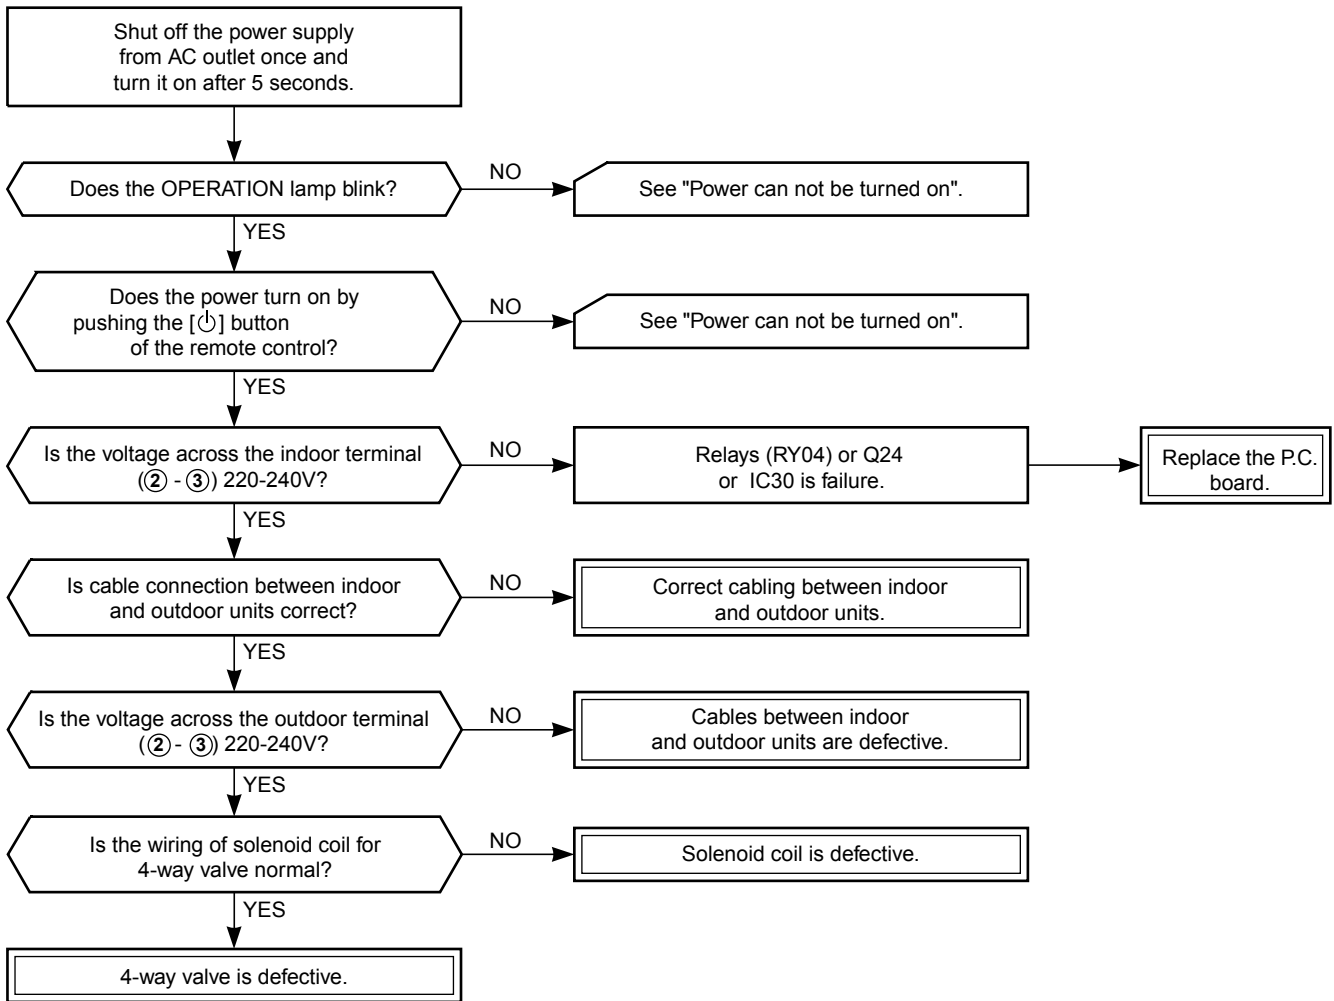 Shut off the power supply
from AC outlet once and
turn it on after 5 seconds.
Does the OPERATION lamp blink?
NO
See "Power can not be turned on".
YES
Does the power turn on by
pushing the [⏻] button
of the remote control?
NO
See "Power can not be turned on".
YES
Is the voltage across the indoor terminal
(② - ③) 220-240V?
NO
Relays (RY04) or Q24
or IC30 is failure.
Replace the P.C.
board.
YES
Is cable connection between indoor
and outdoor units correct?
NO
Correct cabling between indoor
and outdoor units.
YES
Is the voltage across the outdoor terminal
(② - ③) 220-240V?
NO
Cables between indoor
and outdoor units are defective.
YES
Is the wiring of solenoid coil for
4-way valve normal?
NO
Solenoid coil is defective.
YES
4-way valve is defective.